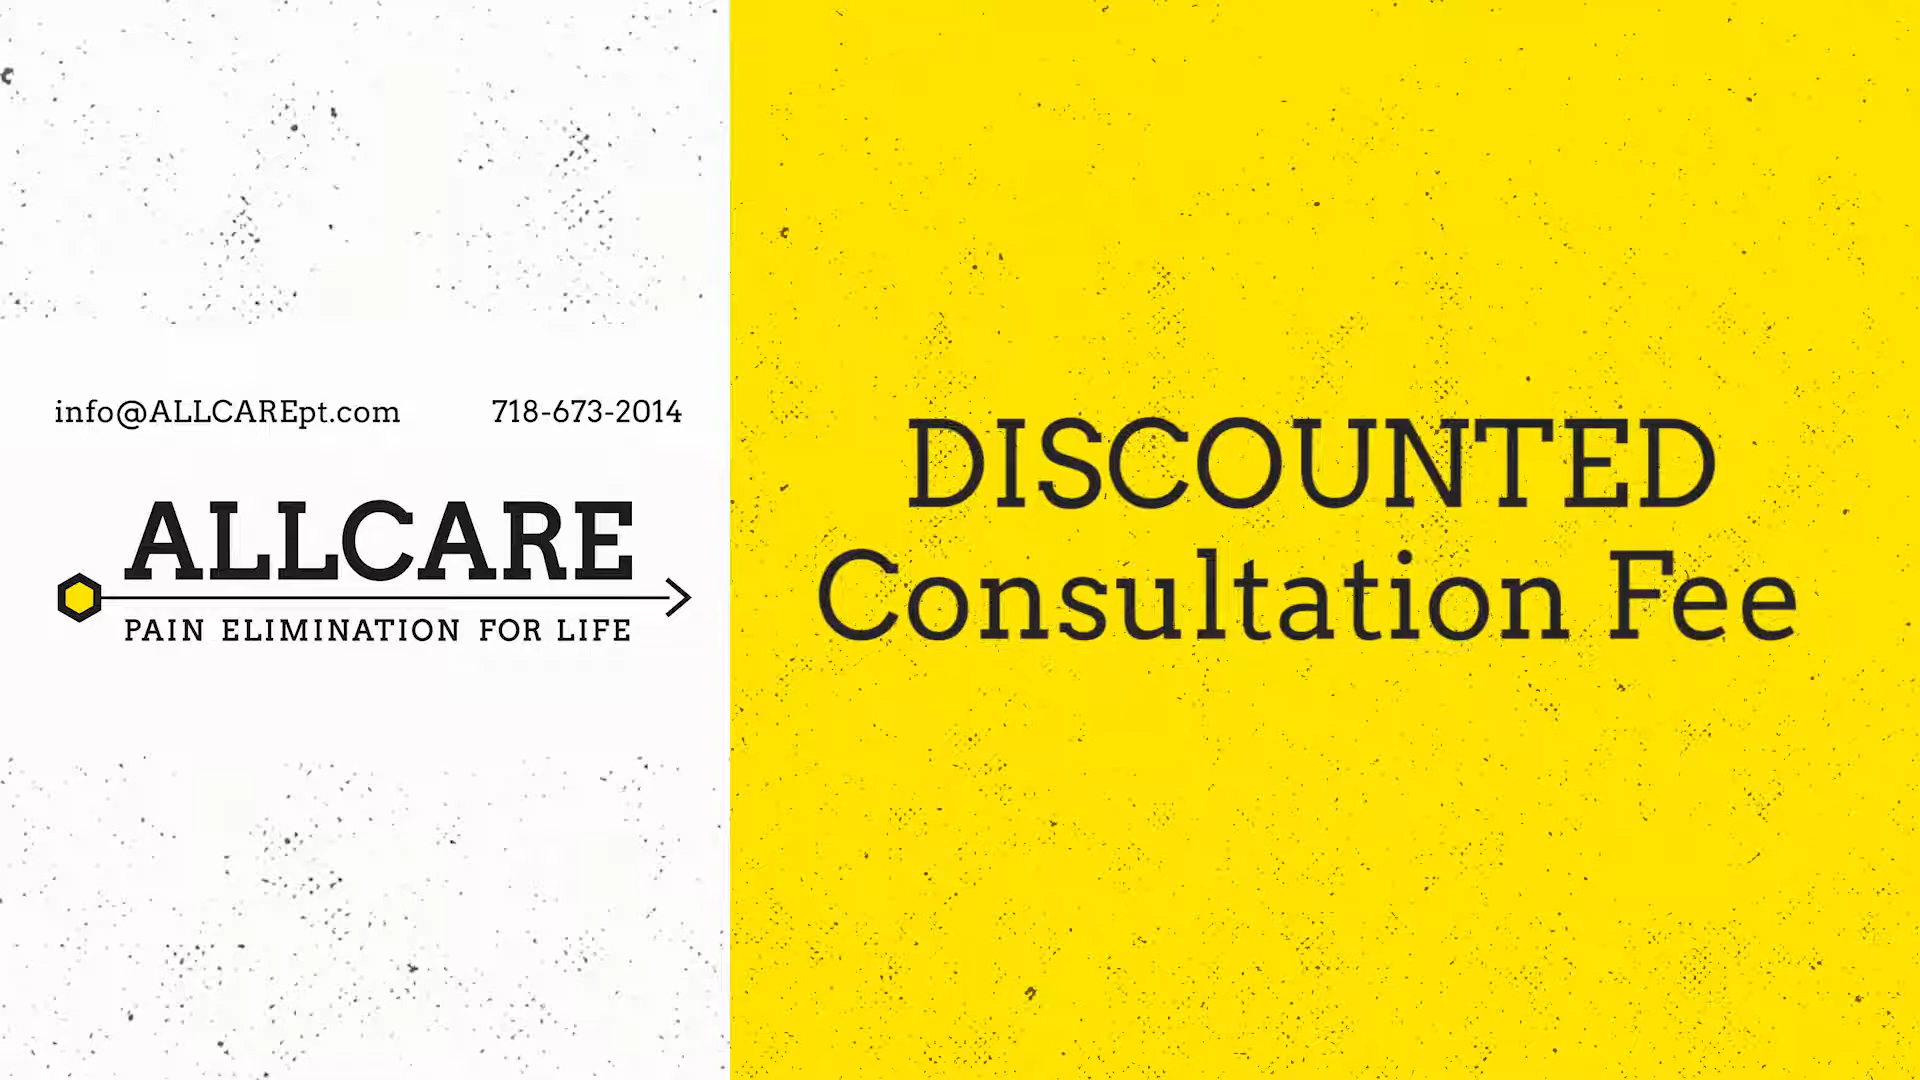 info@ALLCAREpt.com 718-673-2014
ALLCARE
PAIN ELIMINATION FOR LIFE
DISCOUNTED
Consultation Fee